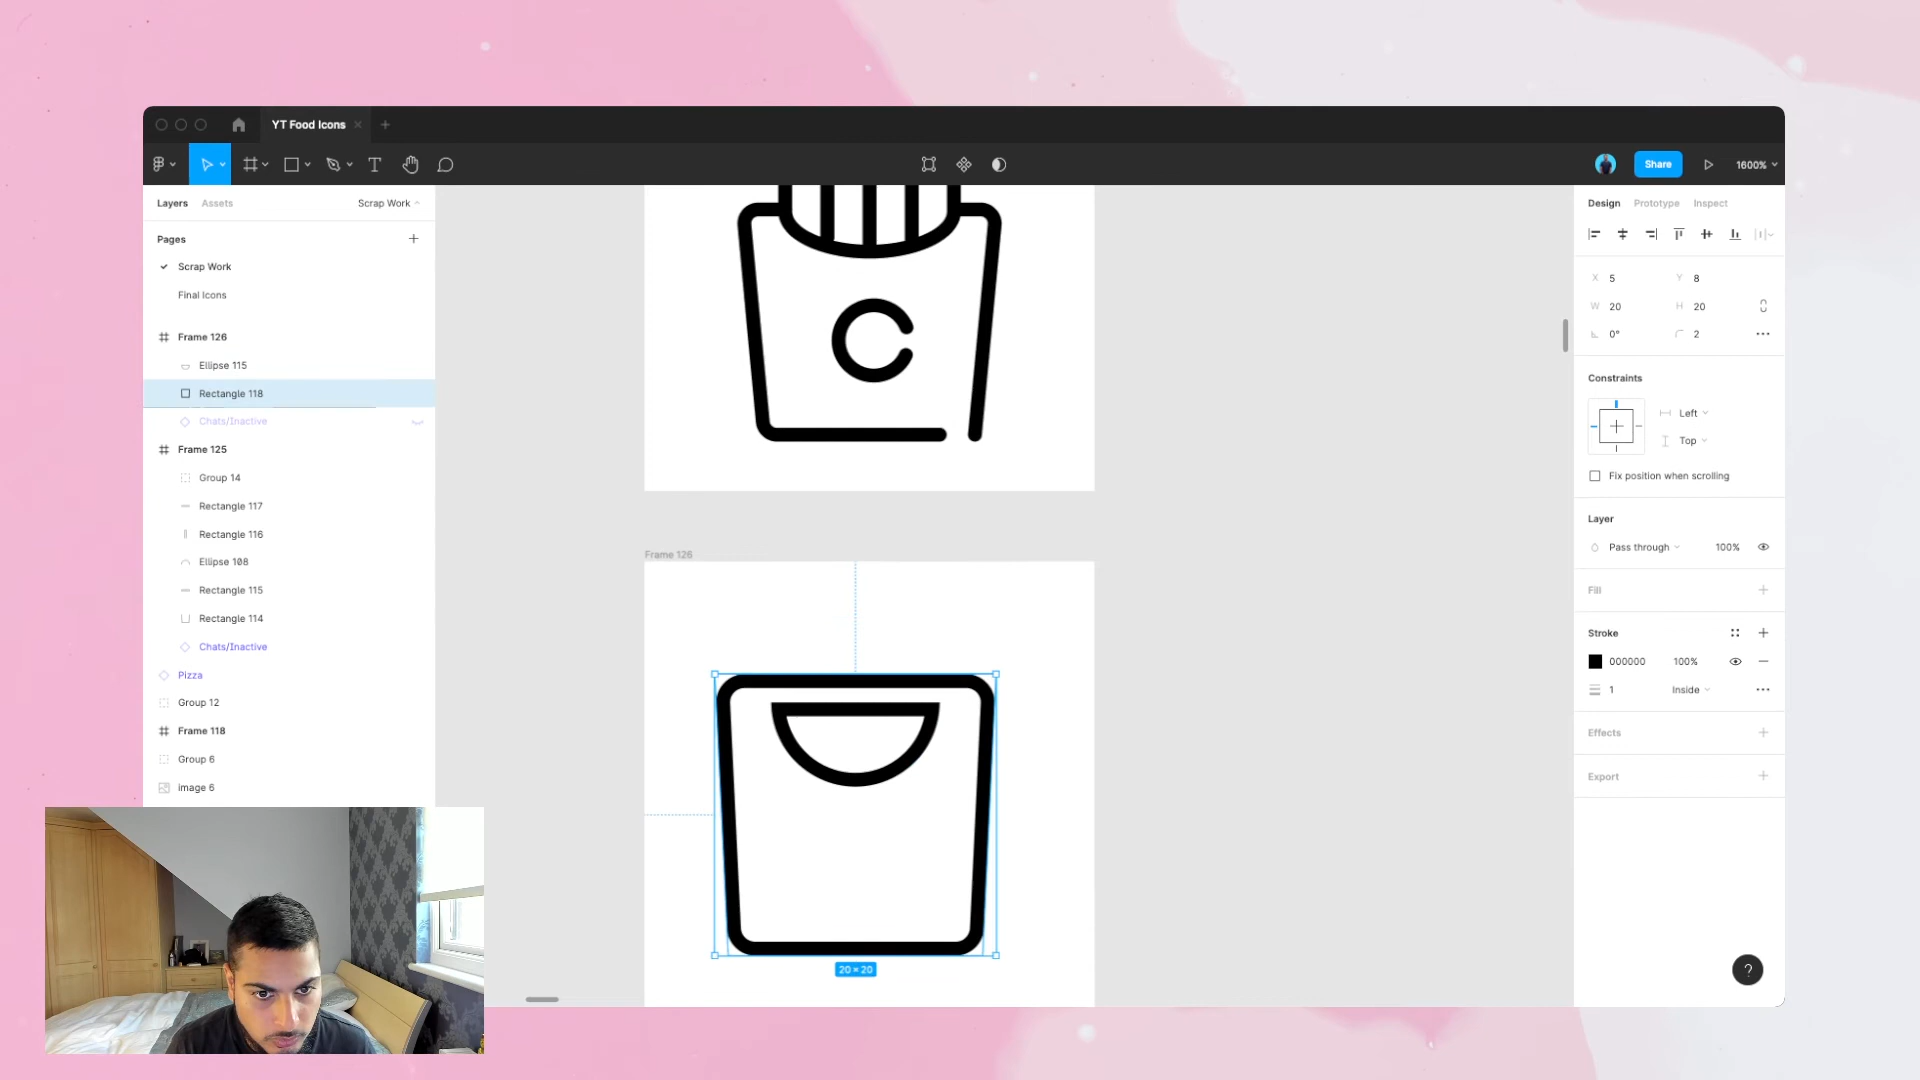 YT Food Icons
Share
1600%
Layers
Assets
Scrap Work
Pages
Scrap Work
Final Icons
Frame 126
Ellipse 115
Rectangle 118
Chats/Inactive
Frame 125
Group 14
Rectangle 117
Rectangle 116
Ellipse 108
Rectangle 115
Rectangle 114
Chats/Inactive
Pizza
Group 12
Frame 118
Group 6
image 6
C
Frame 126
20 × 20
Design
Prototype
Inspect
X 5
Y 8
W 20
H 20
0°
2
Constraints
Left
Top
Fix position when scrolling
Layer
Pass through
100%
Fill
Stroke
000000
100%
1
Inside
Effects
Export
?